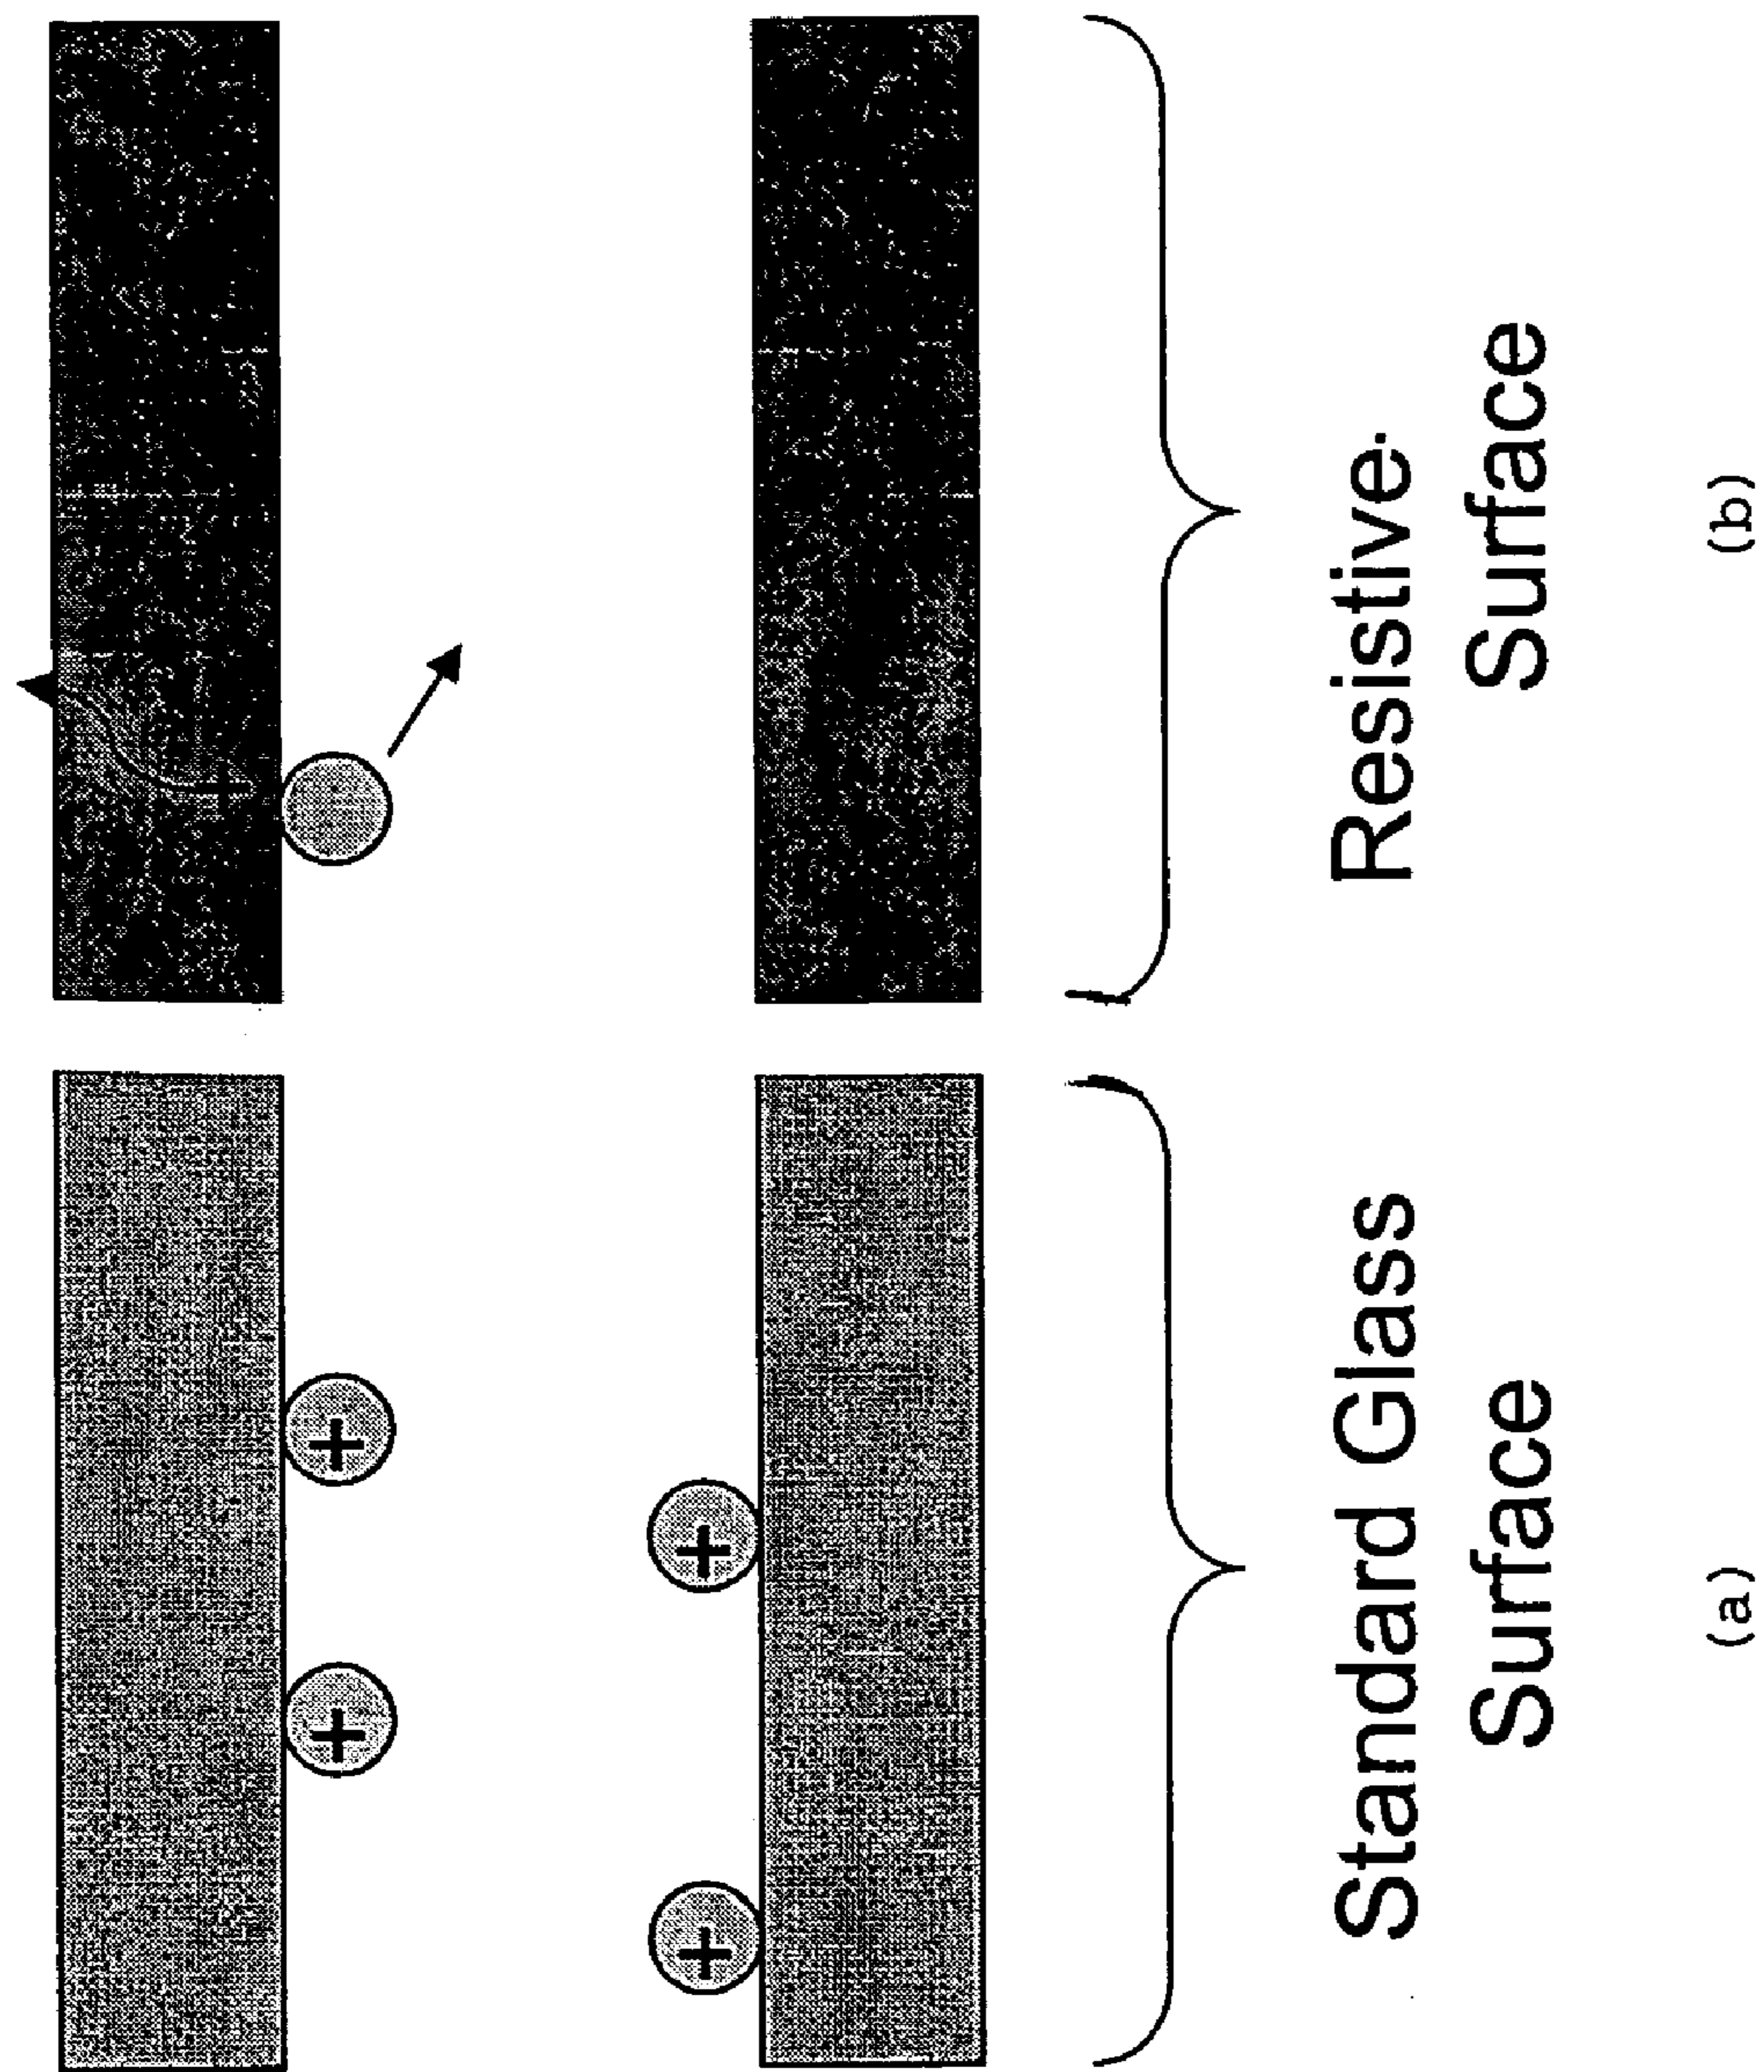 Standard Glass
Surface
(a)
Resistive
Surface
(b)
+
+
+
+
+